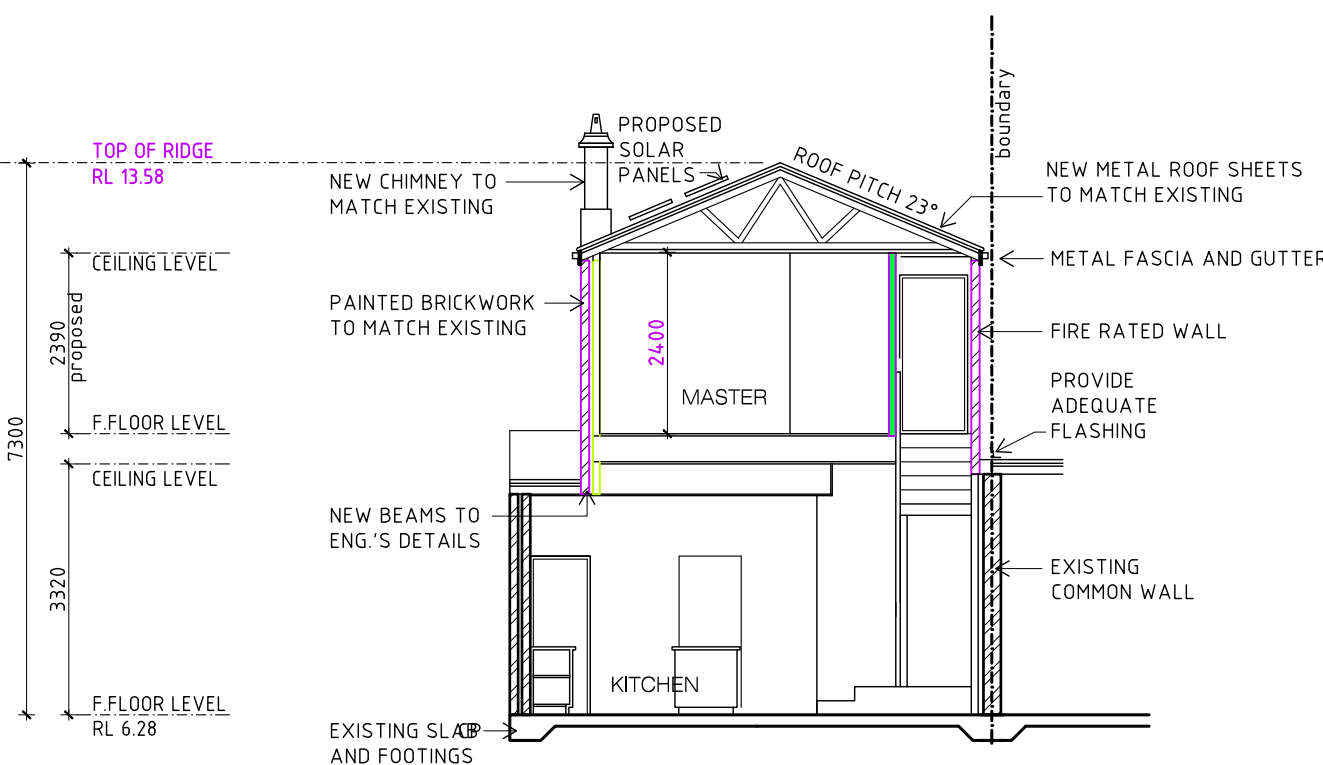 TOP OF RIDGE
RL 13.58
CEILING LEVEL
2390
proposed
F.FLOOR LEVEL
7300
CEILING LEVEL
3320
F.FLOOR LEVEL
RL 6.28
PROPOSED
SOLAR
PANELS
NEW CHIMNEY TO
MATCH EXISTING
ROOF PITCH 23°
boundary
NEW METAL ROOF SHEETS
TO MATCH EXISTING
METAL FASCIA AND GUTTER
PAINTED BRICKWORK
TO MATCH EXISTING
2400
MASTER
FIRE RATED WALL
PROVIDE
ADEQUATE
FLASHING
NEW BEAMS TO
ENG.'S DETAILS
EXISTING
COMMON WALL
KITCHEN
EXISTING SLAB
CP
AND FOOTINGS